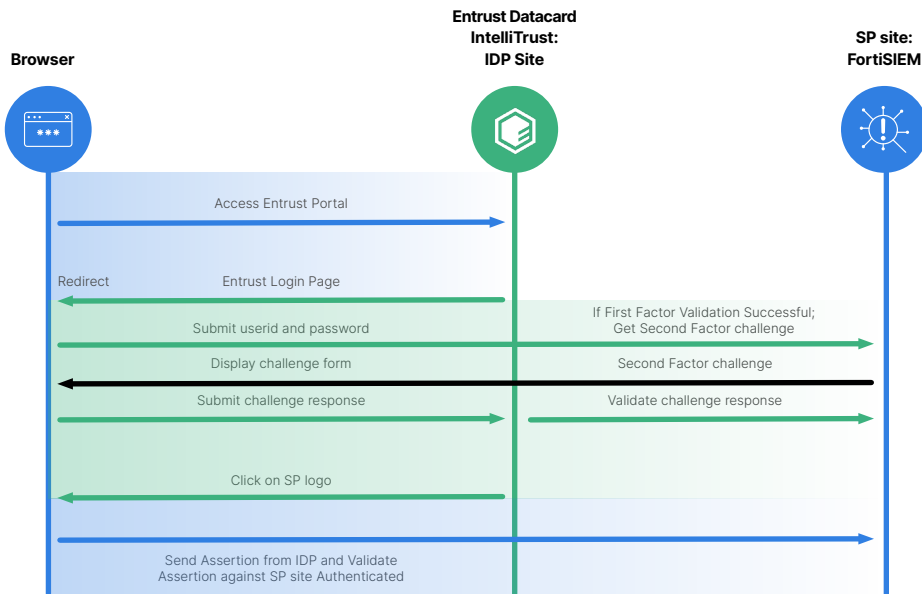 Browser
Entrust Datacard
IntelliTrust:
IDP Site
SP site:
FortiSIEM
***
Access Entrust Portal
Redirect
Entrust Login Page
If First Factor Validation Successful;
Get Second Factor challenge
Submit userid and password
Display challenge form
Second Factor challenge
Submit challenge response
Validate challenge response
Click on SP logo
Send Assertion from IDP and Validate
Assertion against SP site Authenticated